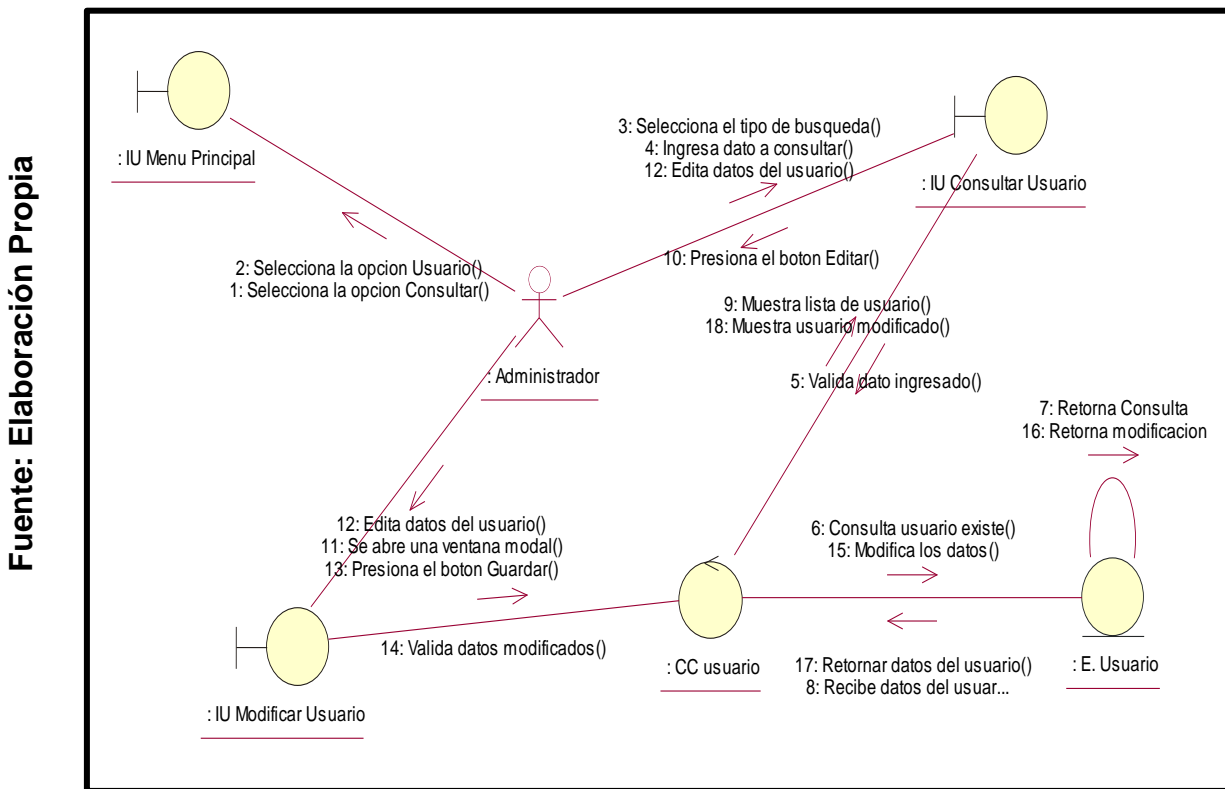 Fuente: Elaboración Propia
: IU Menu Principal
3: Selecciona el tipo de busqueda()
4: Ingresa dato a consultar()
12: Edita datos del usuario()
: IU Consultar Usuario
2: Selecciona la opcion Usuario()
1: Selecciona la opcion Consultar()
10: Presiona el boton Editar()
9: Muestra lista de usuario()
18: Muestra usuario modificado()
: Administrador
5: Valida dato ingresado()
7: Retorna Consulta
16: Retorna modificacion
12: Edita datos del usuario()
11: Se abre una ventana modal()
13: Presiona el boton Guardar()
6: Consulta usuario existe()
15: Modifica los datos()
14: Valida datos modificados()
: CC usuario
17: Retornar datos del usuario()
8: Recibe datos del usuar...
: E. Usuario
: IU Modificar Usuario